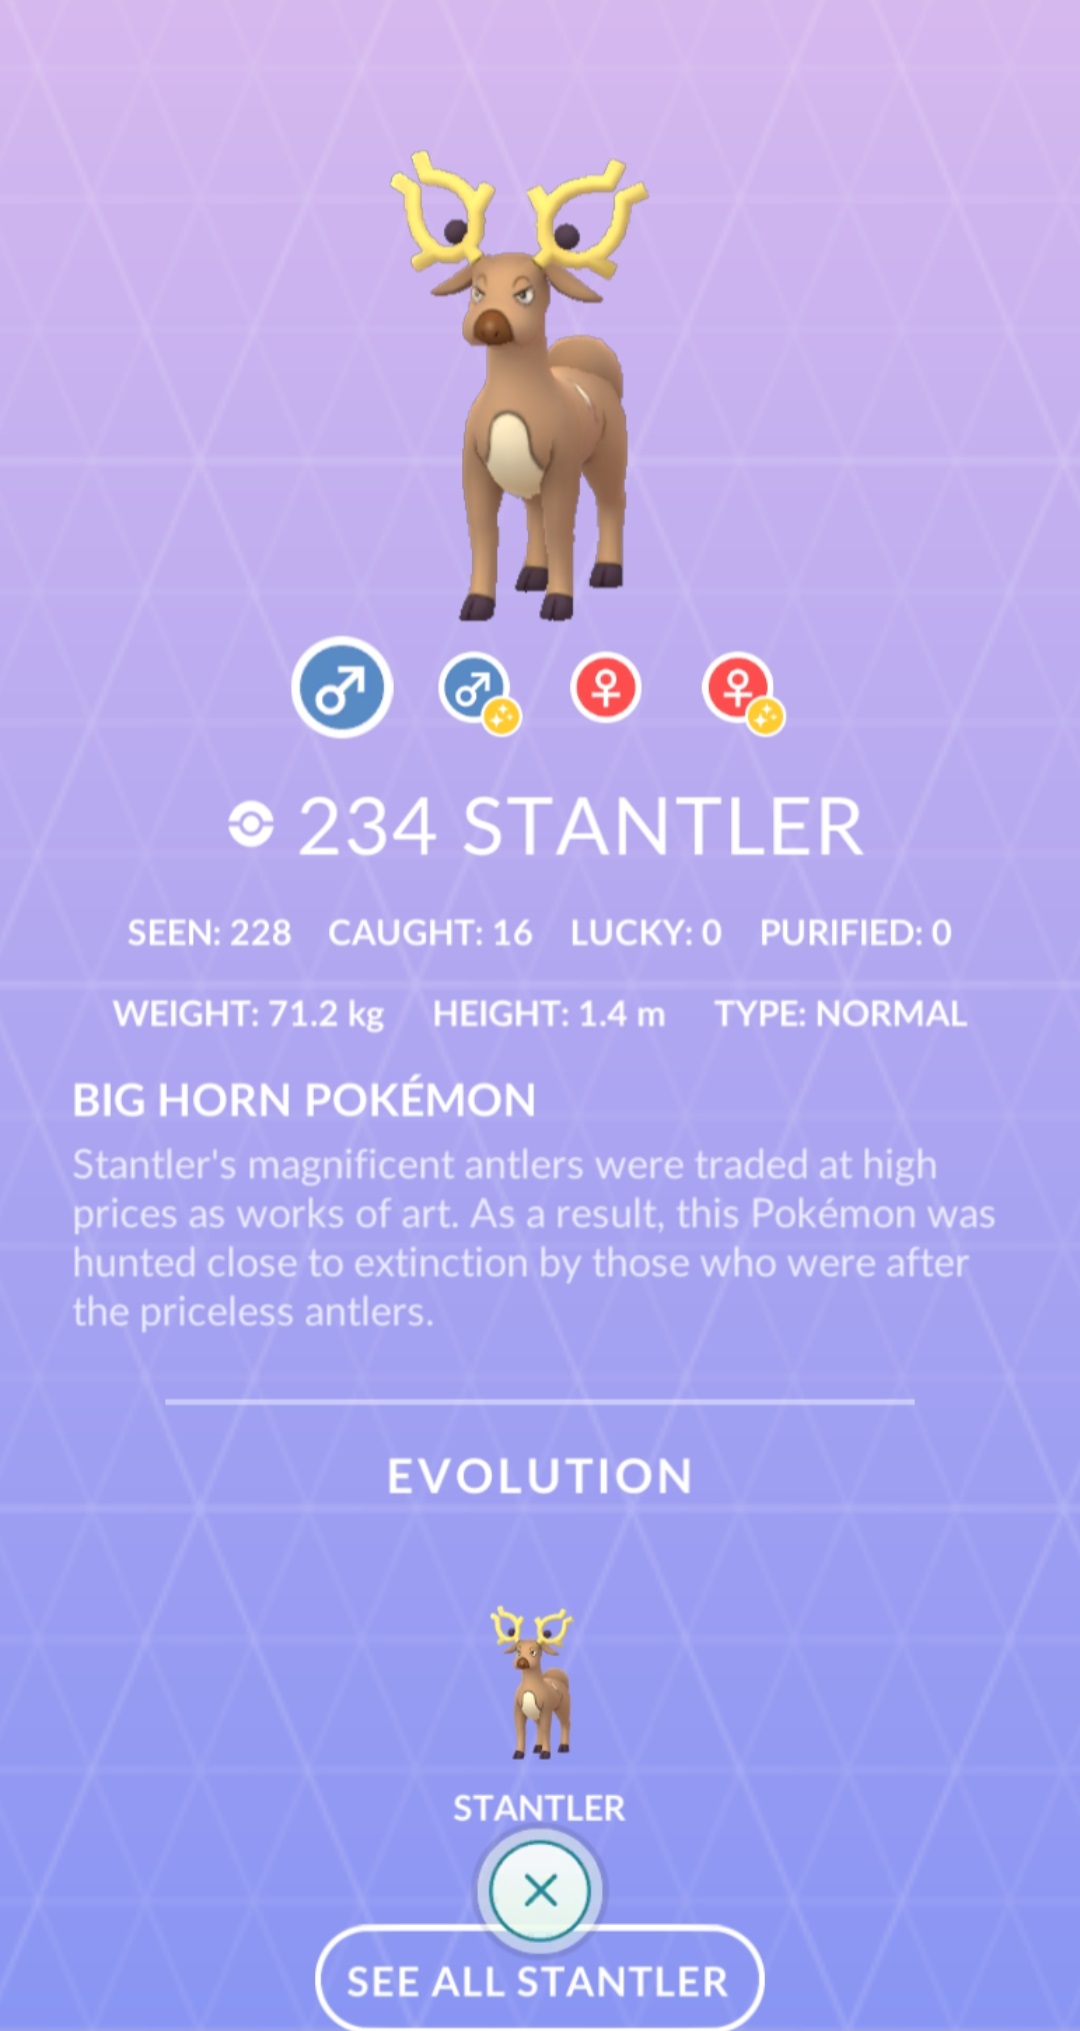 234 STANTLER
SEEN: 228 CAUGHT: 16 LUCKY: 0 PURIFIED: 0
WEIGHT: 71.2 kg HEIGHT: 1.4 m TYPE: NORMAL
BIG HORN POKÉMON
Stantler's magnificent antlers were traded at high
prices as works of art. As a result, this Pokémon was
hunted close to extinction by those who were after
the priceless antlers.
EVOLUTION
STANTLER
SEE ALL STANTLER